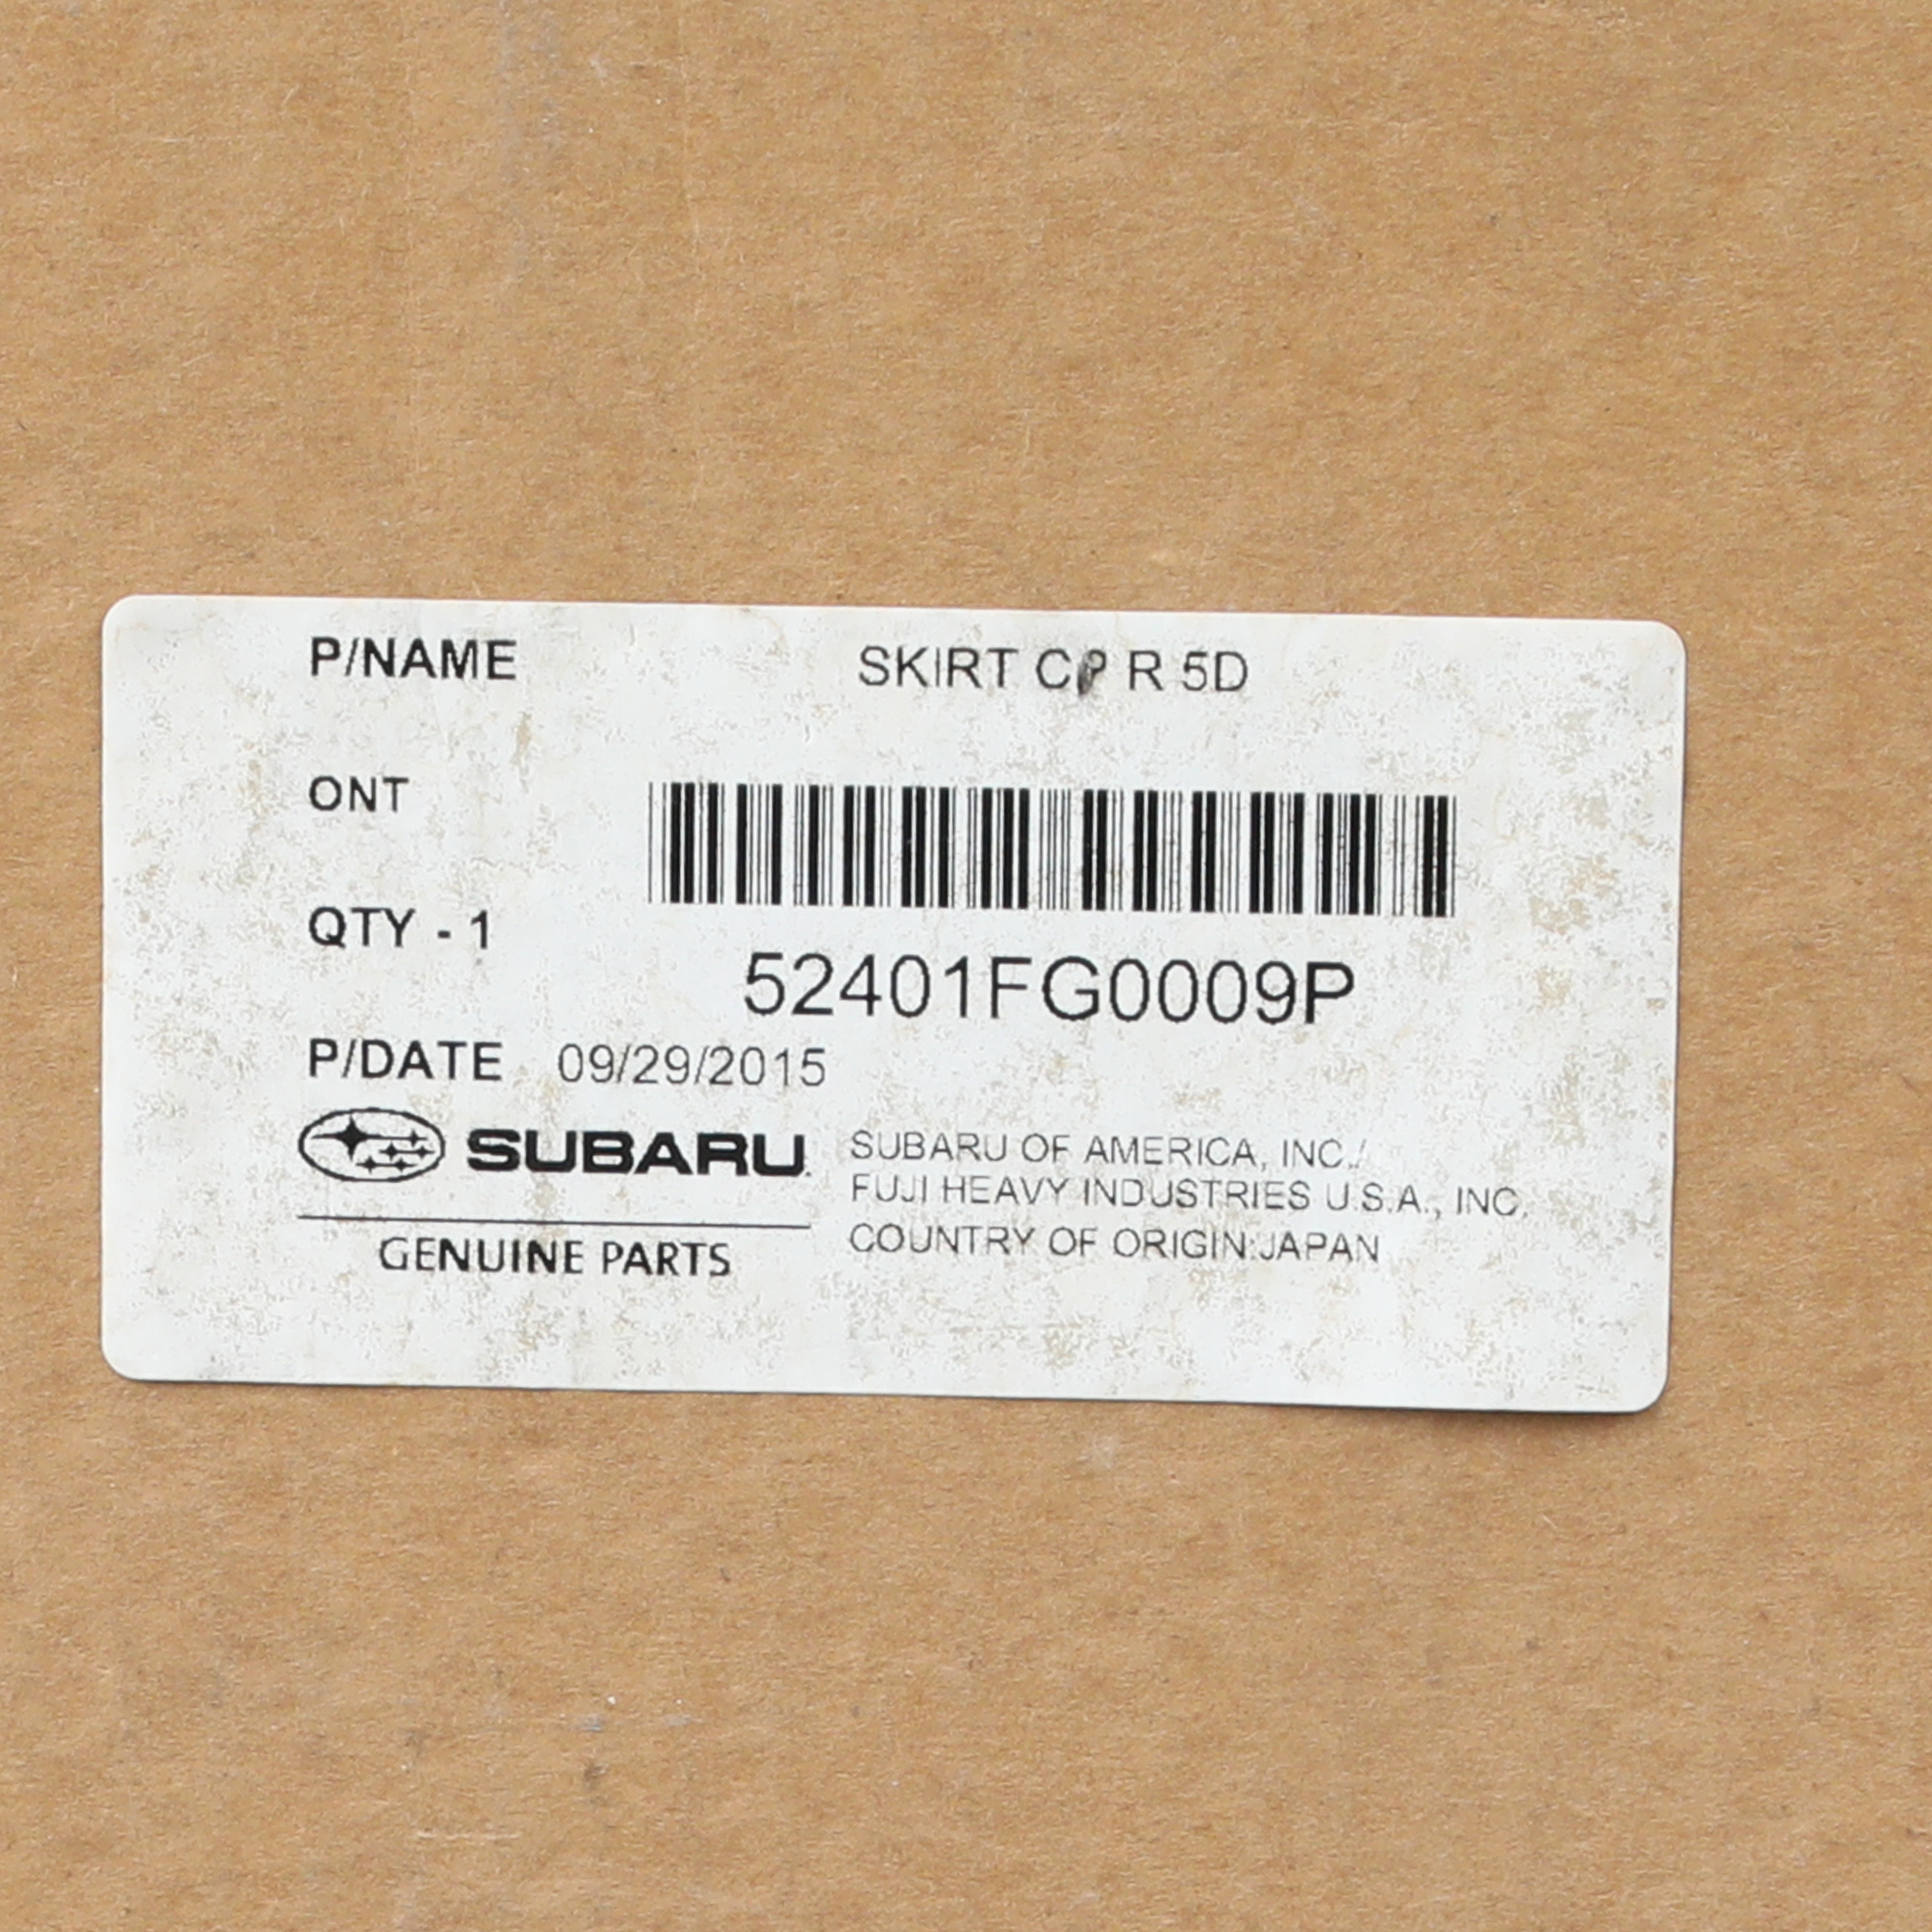 P/NAME SKIRT CP R 5D
ONT
QTY - 1
52401FG0009P
P/DATE 09/29/2015
SUBARU
GENUINE PARTS
SUBARU OF AMERICA, INC./
FUJI HEAVY INDUSTRIES U.S.A., INC.
COUNTRY OF ORIGIN:JAPAN